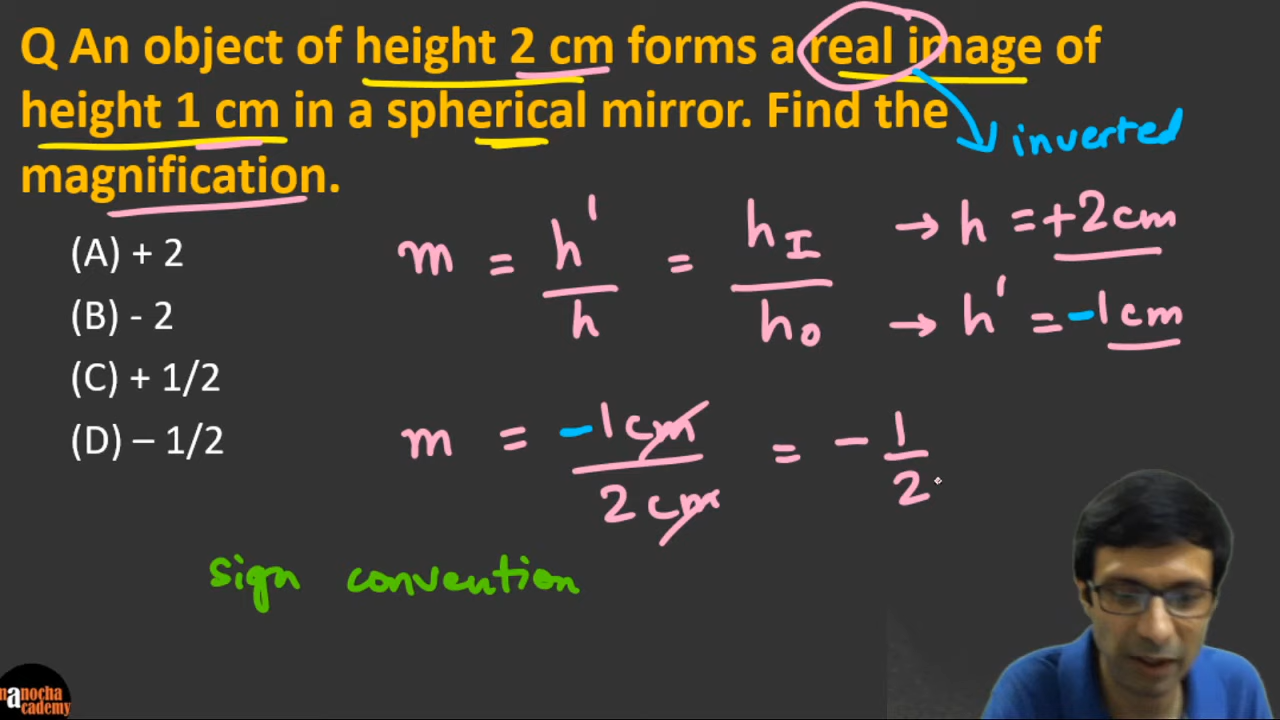 Q An object of height 2 cm forms a real image of
height 1 cm in a spherical mirror. Find the
magnification.
inverted
(A) + 2
(B) - 2
(C) + 1/2
(D) – 1/2
m = h'/h = hI/ho
→ h = +2cm
→ h' = -1cm
m = -1cm/2cm = -1/2
Sign convention
manocha
academy